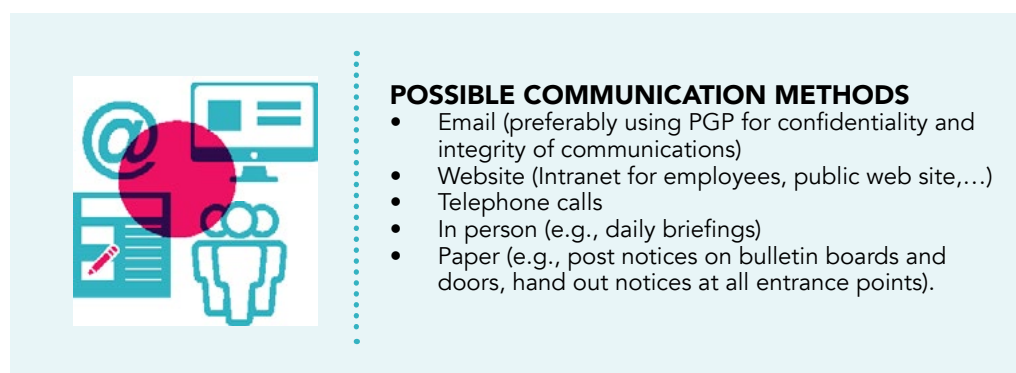 POSSIBLE COMMUNICATION METHODS
• Email (preferably using PGP for confidentiality and
integrity of communications)
• Website (Intranet for employees, public web site,…)
• Telephone calls
• In person (e.g., daily briefings)
• Paper (e.g., post notices on bulletin boards and
doors, hand out notices at all entrance points).
@